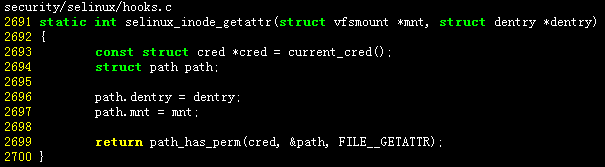 security/selinux/hooks.c
2691 static int selinux_inode_getattr(struct vfsmount *mnt, struct dentry *dentry)
2692 {
2693         const struct cred *cred = current_cred();
2694         struct path path;
2695
2696         path.dentry = dentry;
2697         path.mnt = mnt;
2698
2699         return path_has_perm(cred, &path, FILE__GETATTR);
2700 }